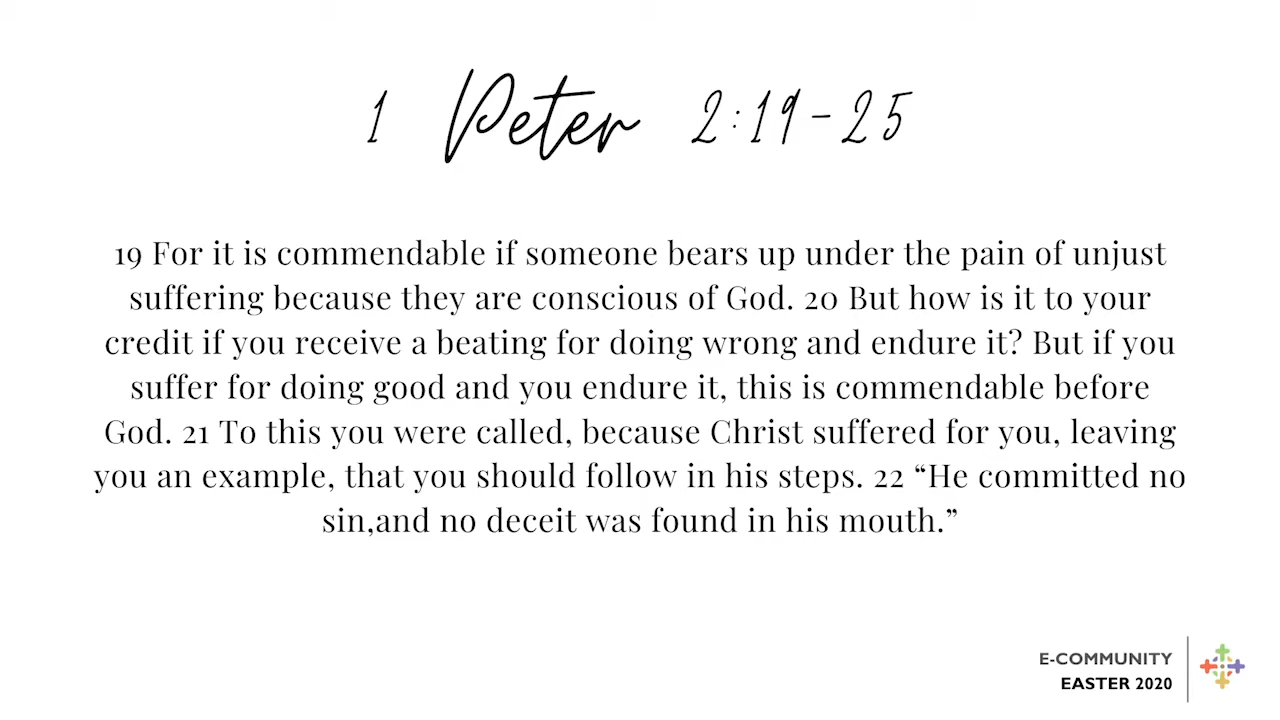 1 Peter 2:19-25
19 For it is commendable if someone bears up under the pain of unjust
suffering because they are conscious of God. 20 But how is it to your
credit if you receive a beating for doing wrong and endure it? But if you
suffer for doing good and you endure it, this is commendable before
God. 21 To this you were called, because Christ suffered for you, leaving
you an example, that you should follow in his steps. 22 “He committed no
sin,and no deceit was found in his mouth.”
E-COMMUNITY
EASTER 2020